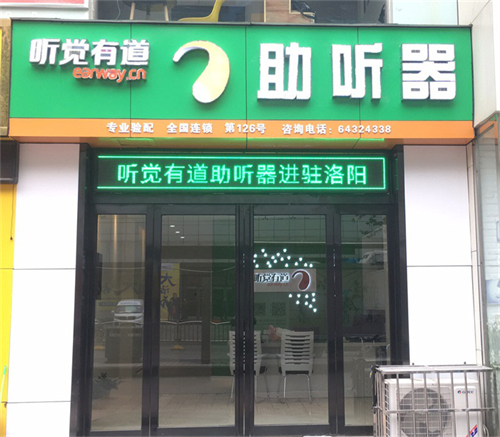 听觉有道
earway.cn
助听器
专业验配 全国连锁 第126号 咨询电话：64324338
听觉有道助听器进驻洛阳
听觉有道